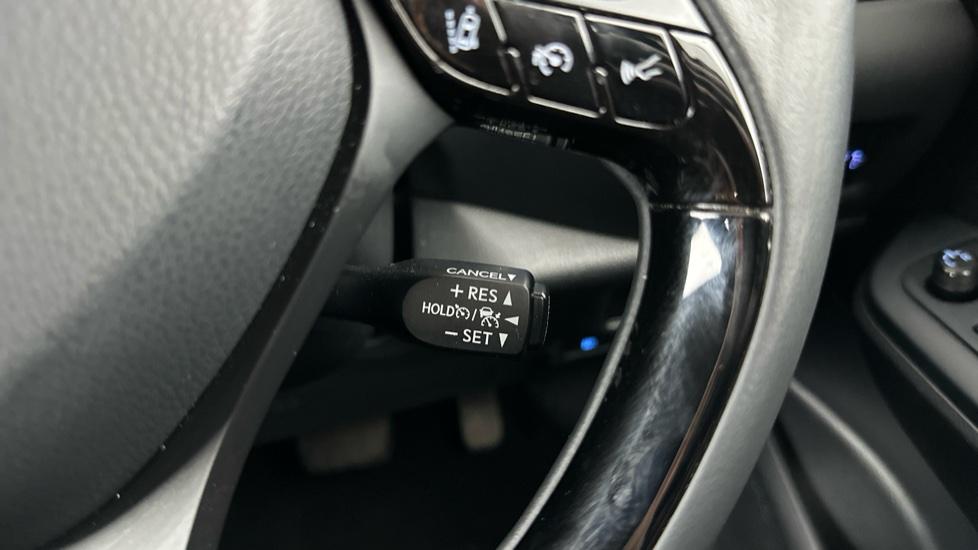 CANCEL▼
+ RES ▲
HOLD / ◄
− SET ▼